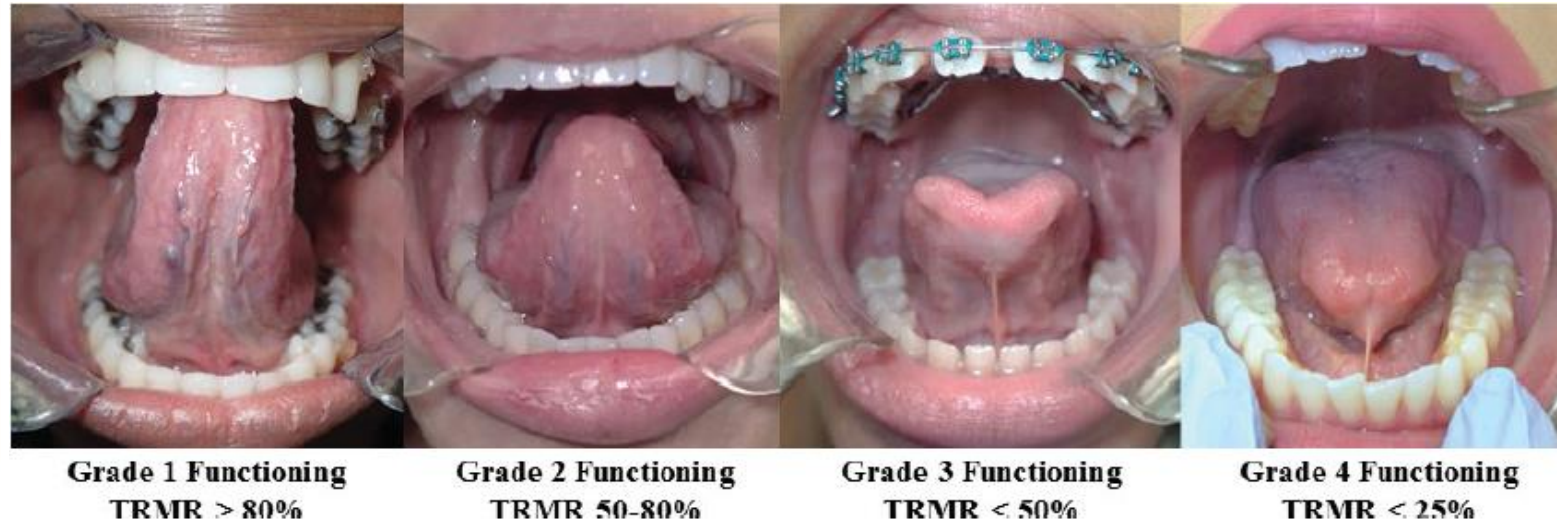 Grade 1 Functioning
TRMR > 80%
Grade 2 Functioning
TRMR 50-80%
Grade 3 Functioning
TRMR < 50%
Grade 4 Functioning
TRMR < 25%